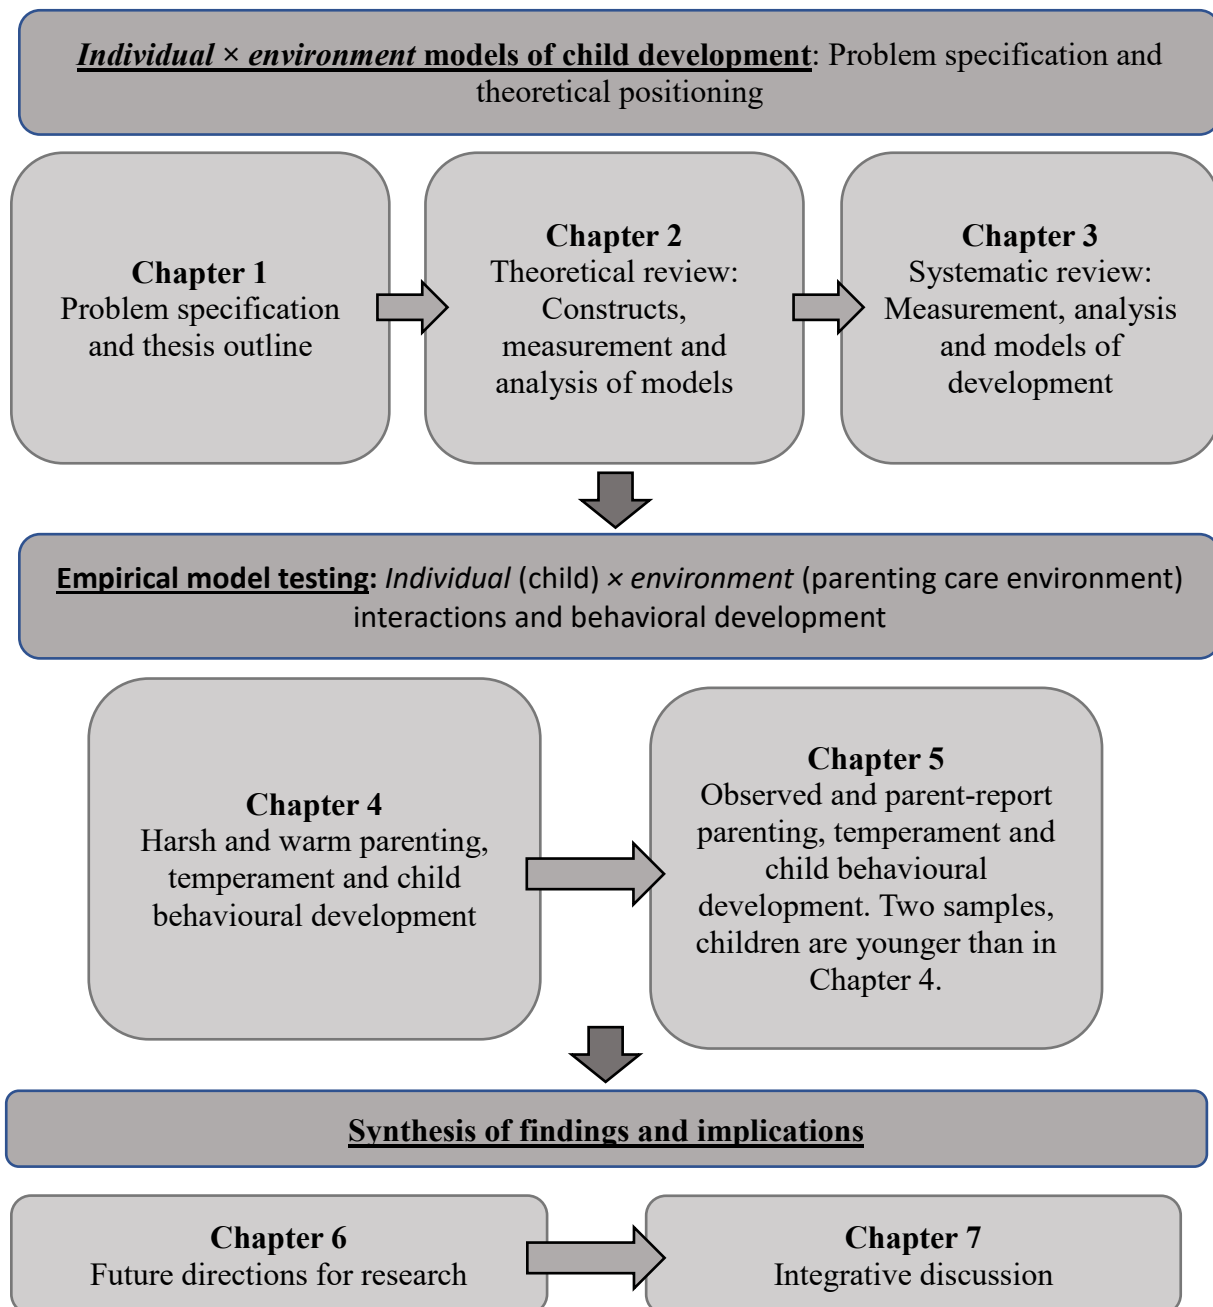 Individual × environment models of child development: Problem specification and
theoretical positioning
Chapter 1
Problem specification
and thesis outline
Chapter 2
Theoretical review:
Constructs,
measurement and
analysis of models
Chapter 3
Systematic review:
Measurement, analysis
and models of
development
Empirical model testing: Individual (child) × environment (parenting care environment)
interactions and behavioral development
Chapter 4
Harsh and warm parenting,
temperament and child
behavioural development
Chapter 5
Observed and parent-report
parenting, temperament and
child behavioural
development. Two samples,
children are younger than in
Chapter 4.
Synthesis of findings and implications
Chapter 6
Future directions for research
Chapter 7
Integrative discussion